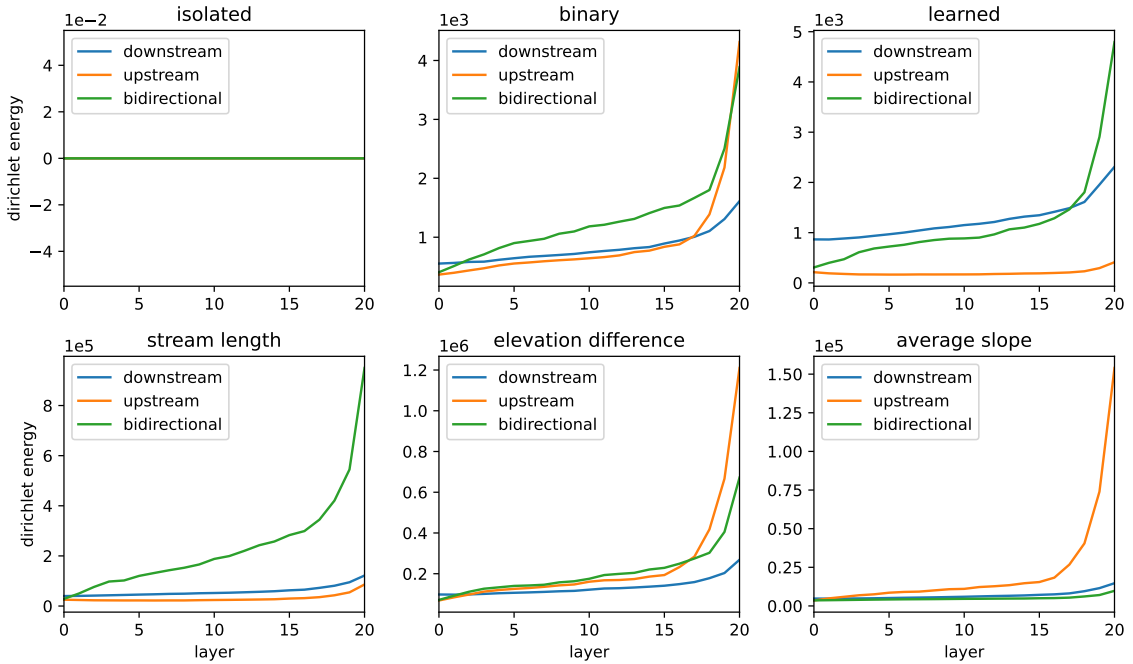 isolated
1e−2
dirichlet energy
4
2
0
−2
−4
0 5 10 15 20
downstream
upstream
bidirectional
binary
1e3
4
3
2
1
0 5 10 15 20
downstream
upstream
bidirectional
learned
1e3
5
4
3
2
1
0
0 5 10 15 20
downstream
upstream
bidirectional
stream length
1e5
dirichlet energy
8
6
4
2
0
0 5 10 15 20
layer
downstream
upstream
bidirectional
elevation difference
1e6
1.2
1.0
0.8
0.6
0.4
0.2
0 5 10 15 20
layer
downstream
upstream
bidirectional
average slope
1e5
1.50
1.25
1.00
0.75
0.50
0.25
0.00
0 5 10 15 20
layer
downstream
upstream
bidirectional